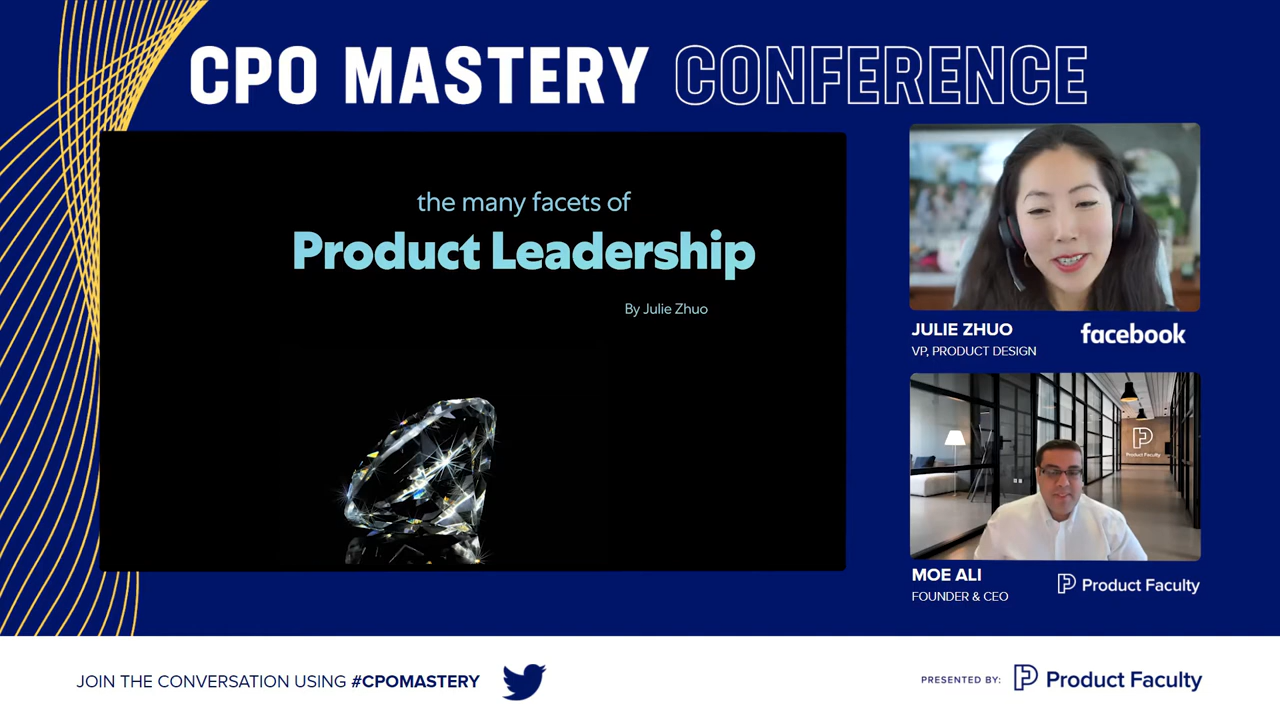 CPO MASTERY CONFERENCE
the many facets of
Product Leadership
By Julie Zhuo
JULIE ZHUO
facebook
VP, PRODUCT DESIGN
Product Faculty
MOE ALI
FOUNDER & CEO
Product Faculty
JOIN THE CONVERSATION USING #CPOMASTERY
PRESENTED BY: Product Faculty